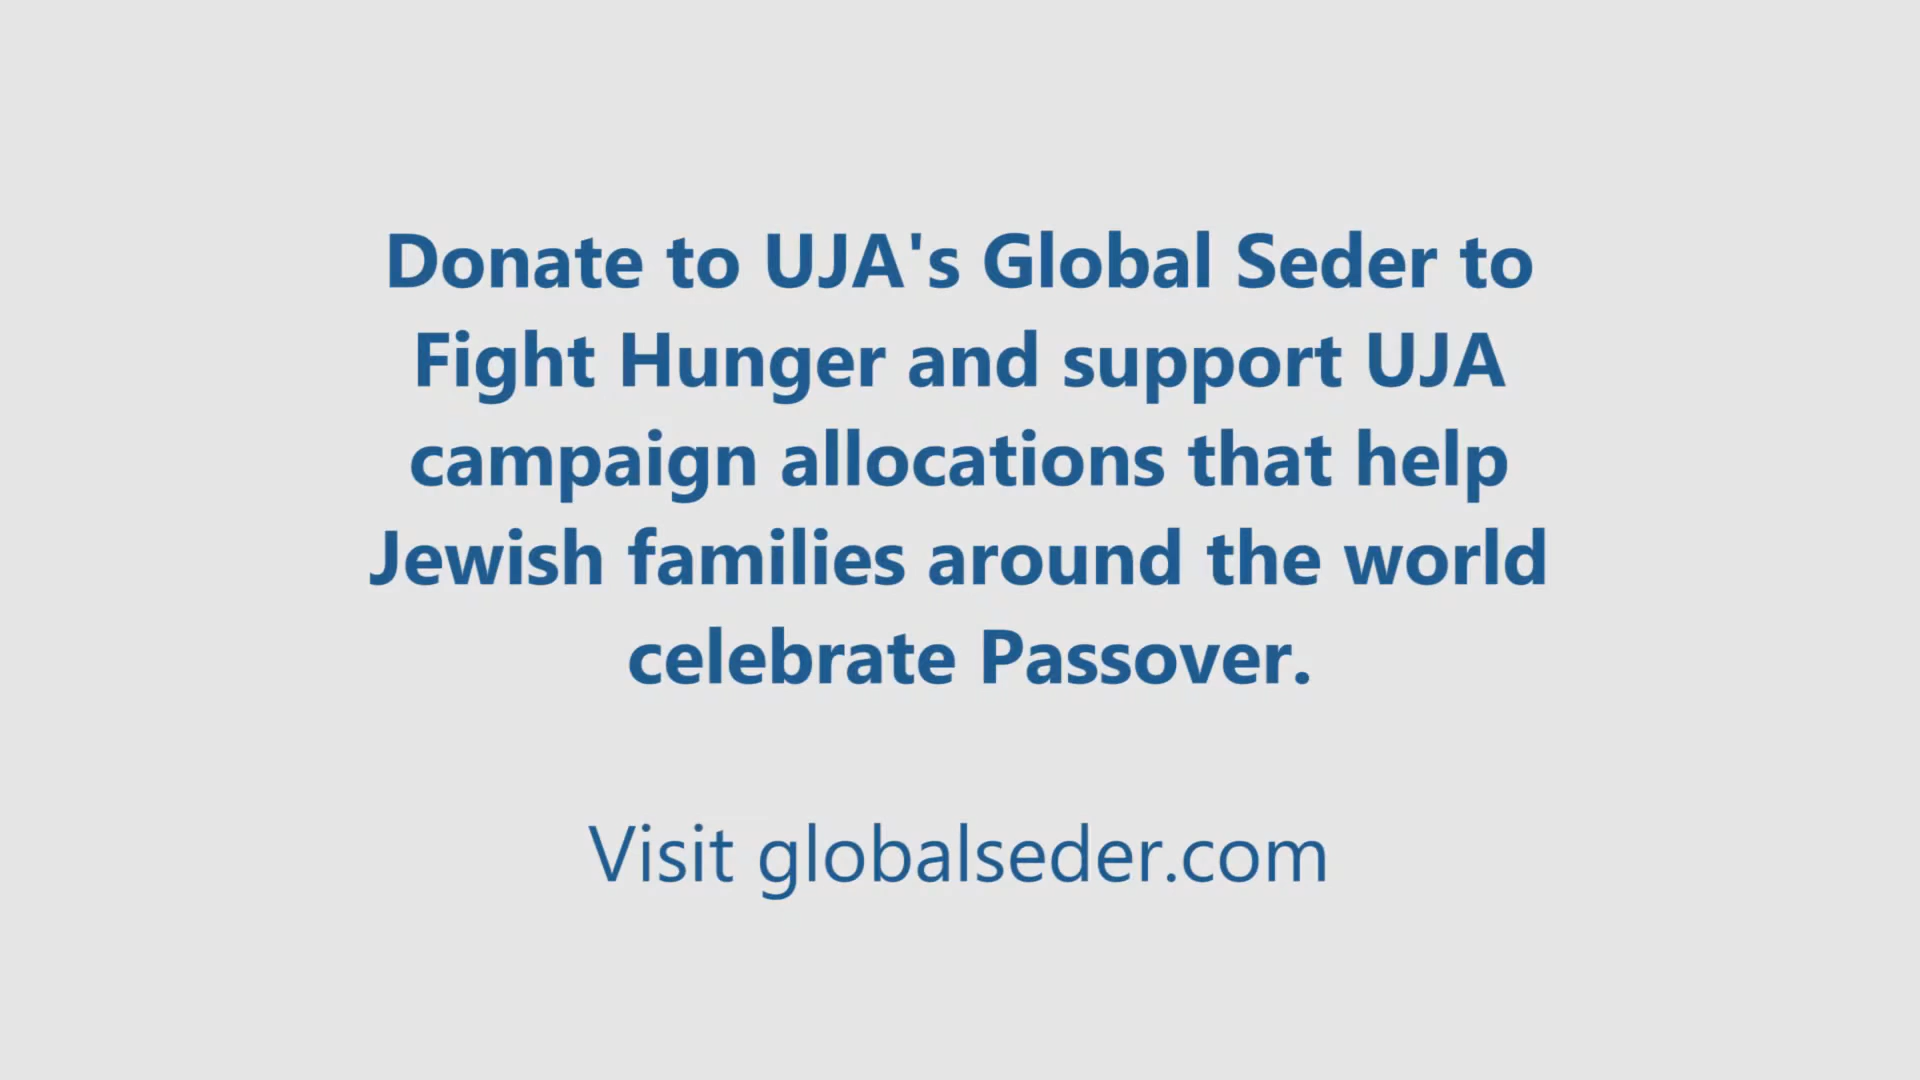 Donate to UJA's Global Seder to
Fight Hunger and support UJA
campaign allocations that help
Jewish families around the world
celebrate Passover.
Visit globalseder.com